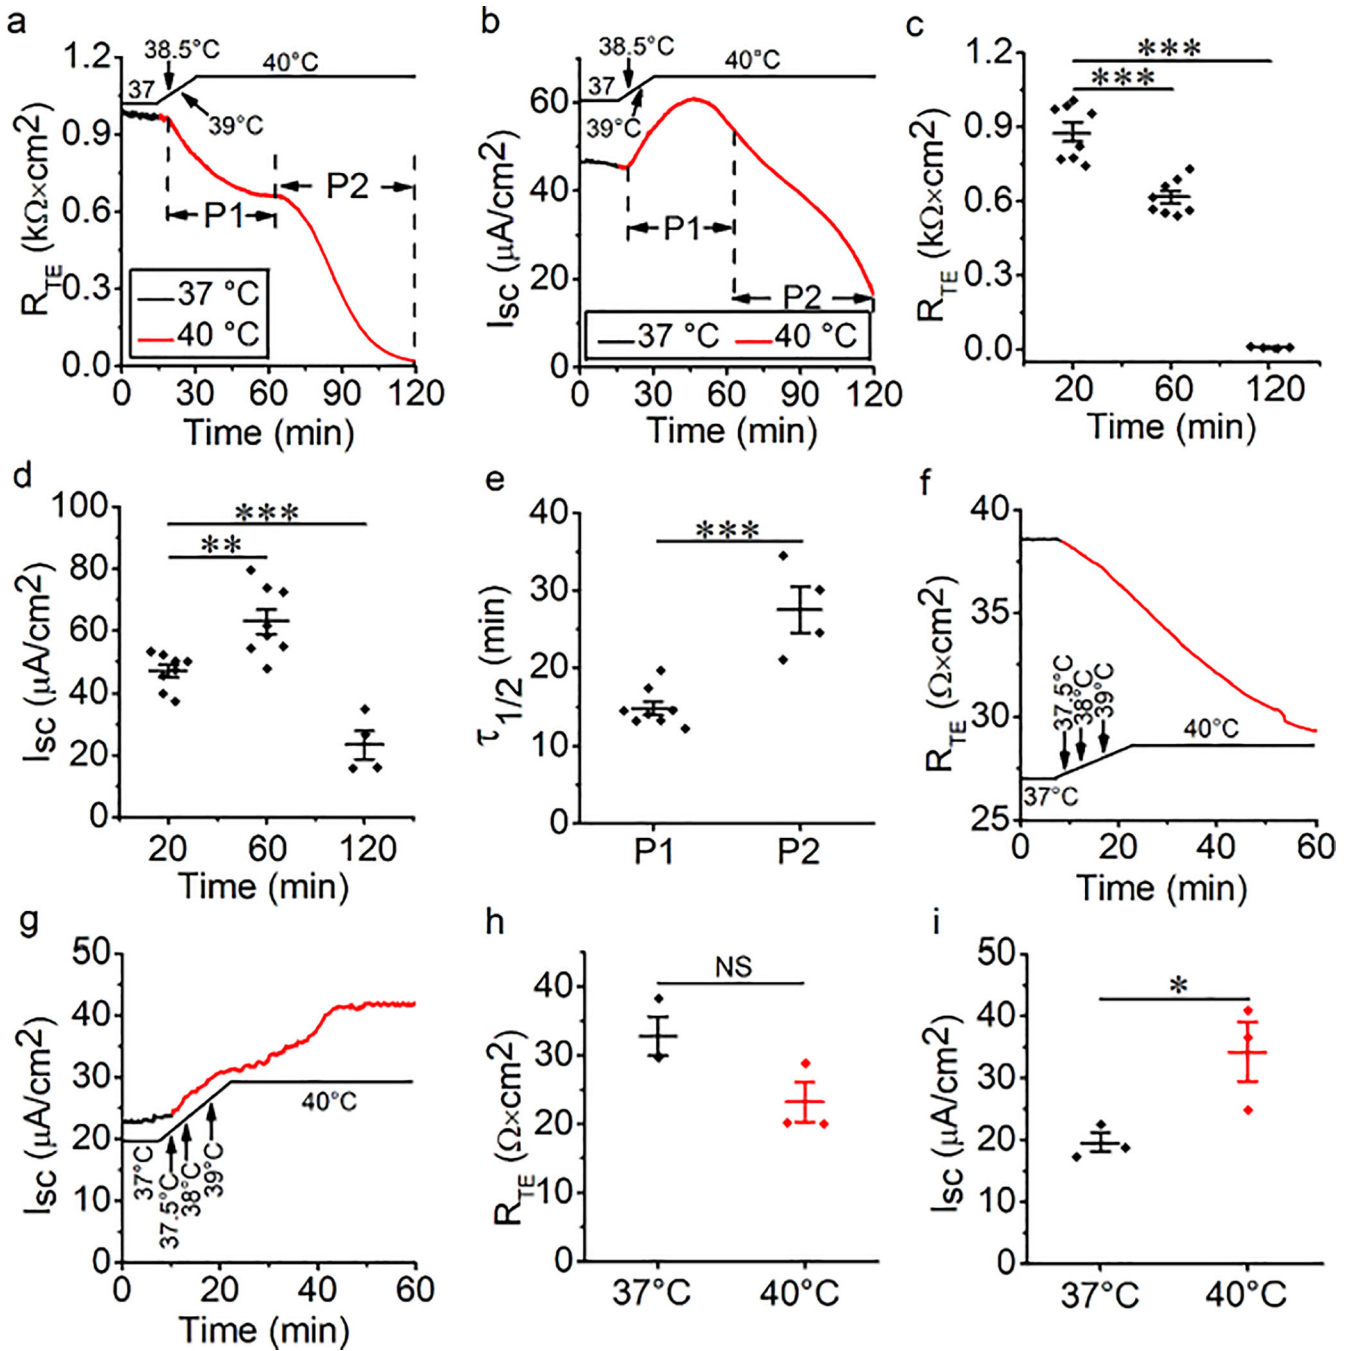 a
R_TE (kΩ×cm2)
1.2
0.9
0.6
0.3
0.0
37
38.5°C
39°C
40°C
P1
P2
37 °C
40 °C
0 30 60 90 120
Time (min)
b
Isc (μA/cm2)
60
40
20
0
37
38.5°C
39°C
40°C
P1
P2
37 °C 40 °C
0 30 60 90 120
Time (min)
c
R_TE (kΩ×cm2)
1.2
0.9
0.6
0.3
0.0
***
***
20 60 120
Time (min)
d
Isc (μA/cm2)
100
80
60
40
20
0
***
**
20 60 120
Time (min)
e
τ1/2 (min)
40
30
20
10
0
***
P1 P2
f
R_TE (Ω×cm2)
40
35
30
25
37°C
37.5°C
38°C
39°C
40°C
0 20 40 60
Time (min)
g
Isc (μA/cm2)
50
40
30
20
10
0
37°C
37.5°C
38°C
39°C
40°C
0 20 40 60
Time (min)
h
R_TE (Ω×cm2)
40
30
20
10
0
NS
37°C 40°C
i
Isc (μA/cm2)
50
40
30
20
10
0
*
37°C 40°C